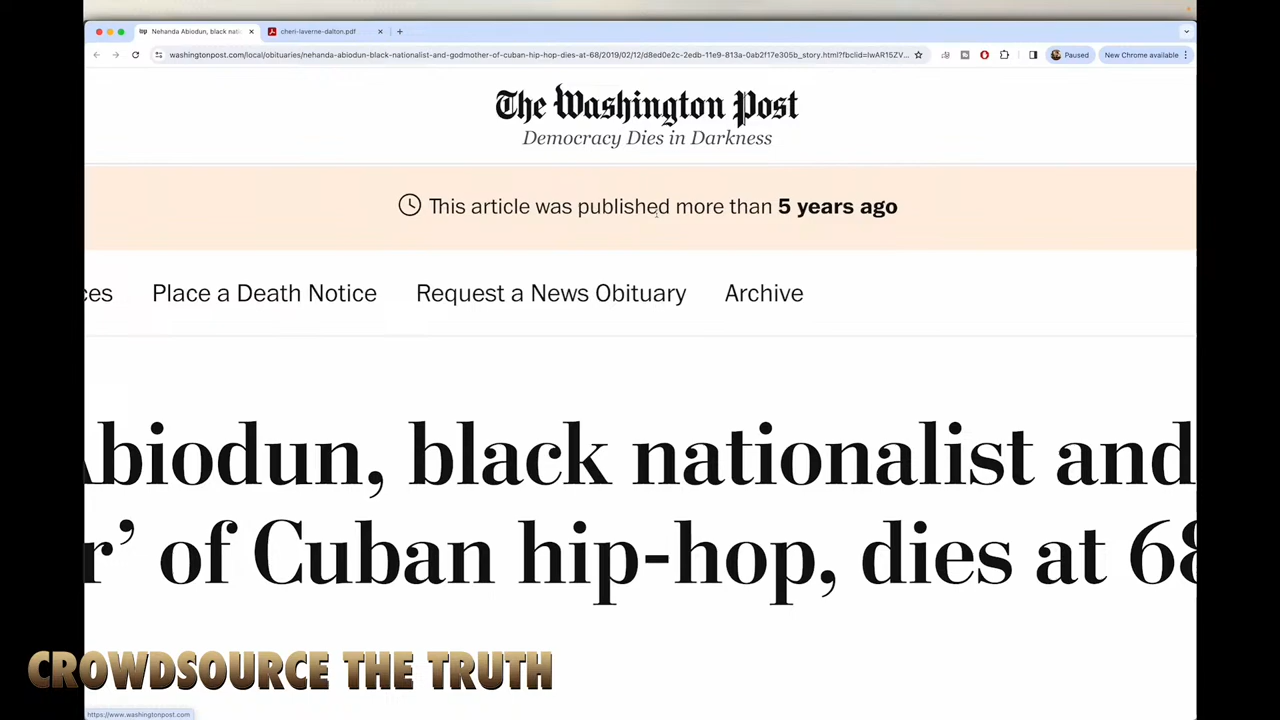 Nehanda Abiodun, black nati
cheri-laverne-dalton.pdf
washingtonpost.com/local/obituaries/nehanda-abiodun-black-nationalist-and-godmother-of-cuban-hip-hop-dies-at-68/2019/02/12/d8ed0e2c-2edb-11e9-813a-0ab2f17e305b_story.html?fbclid=IwAR15ZV...
Paused
New Chrome available
The Washington Post
Democracy Dies in Darkness
This article was published more than 5 years ago
ces Place a Death Notice Request a News Obituary Archive
Abiodun, black nationalist and
r’ of Cuban hip-hop, dies at 68
CROWDSOURCE THE TRUTH
https://www.washingtonpost.com